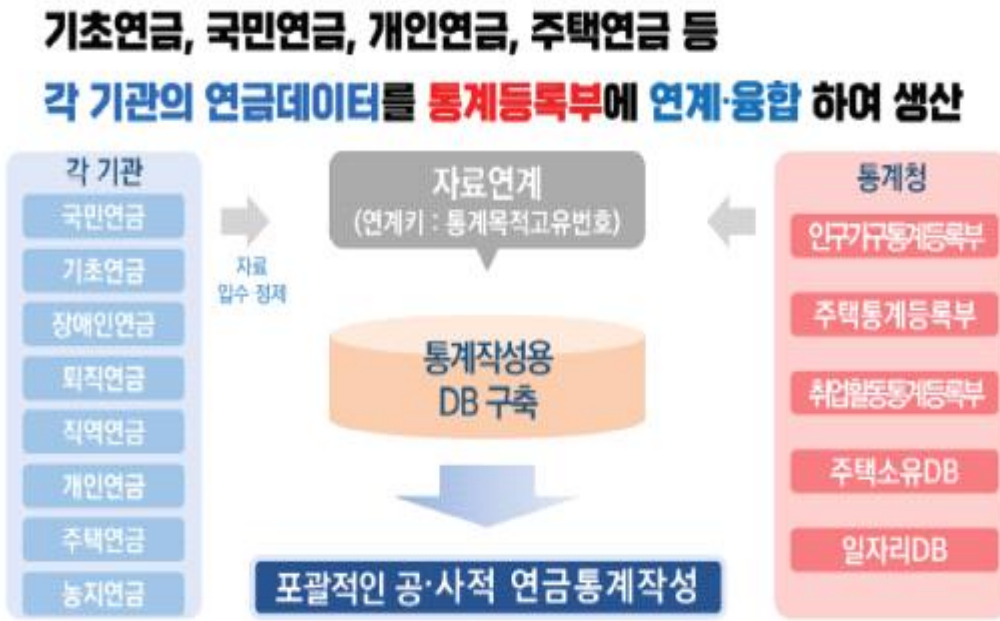 기초연금, 국민연금, 개인연금, 주택연금 등
각 기관의 연금데이터를 통계등록부에 연계·융합 하여 생산
각 기관
국민연금
기초연금
장애인연금
퇴직연금
직역연금
개인연금
주택연금
농지연금
자료
입수 정제
자료연계
(연계키 : 통계목적고유번호)
통계작성용
DB 구축
포괄적인 공·사적 연금통계작성
통계청
인구가구통계등록부
주택통계등록부
취업활동통계등록부
주택소유DB
일자리DB